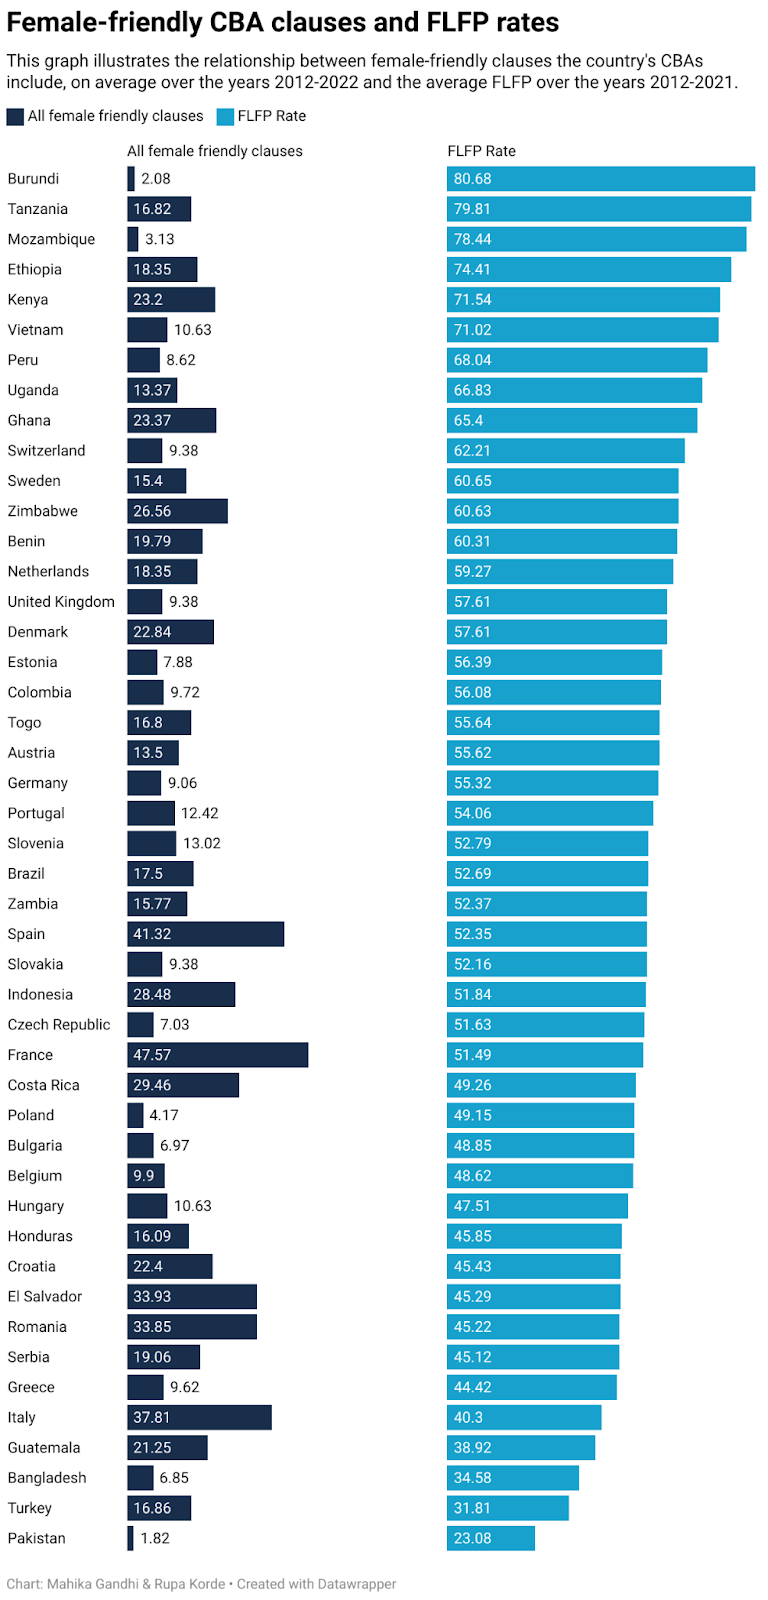 Female-friendly CBA clauses and FLFP rates
This graph illustrates the relationship between female-friendly clauses the country's CBAs
include, on average over the years 2012-2022 and the average FLFP over the years 2012-2021.
All female friendly clauses FLFP Rate
All female friendly clauses FLFP Rate
Burundi 2.08 80.68
Tanzania 16.82 79.81
Mozambique 3.13 78.44
Ethiopia 18.35 74.41
Kenya 23.2 71.54
Vietnam 10.63 71.02
Peru 8.62 68.04
Uganda 13.37 66.83
Ghana 23.37 65.4
Switzerland 9.38 62.21
Sweden 15.4 60.65
Zimbabwe 26.56 60.63
Benin 19.79 60.31
Netherlands 18.35 59.27
United Kingdom 9.38 57.61
Denmark 22.84 57.61
Estonia 7.88 56.39
Colombia 9.72 56.08
Togo 16.8 55.64
Austria 13.5 55.62
Germany 9.06 55.32
Portugal 12.42 54.06
Slovenia 13.02 52.79
Brazil 17.5 52.69
Zambia 15.77 52.37
Spain 41.32 52.35
Slovakia 9.38 52.16
Indonesia 28.48 51.84
Czech Republic 7.03 51.63
France 47.57 51.49
Costa Rica 29.46 49.26
Poland 4.17 49.15
Bulgaria 6.97 48.85
Belgium 9.9 48.62
Hungary 10.63 47.51
Honduras 16.09 45.85
Croatia 22.4 45.43
El Salvador 33.93 45.29
Romania 33.85 45.22
Serbia 19.06 45.12
Greece 9.62 44.42
Italy 37.81 40.3
Guatemala 21.25 38.92
Bangladesh 6.85 34.58
Turkey 16.86 31.81
Pakistan 1.82 23.08
Chart: Mahika Gandhi & Rupa Korde • Created with Datawrapper